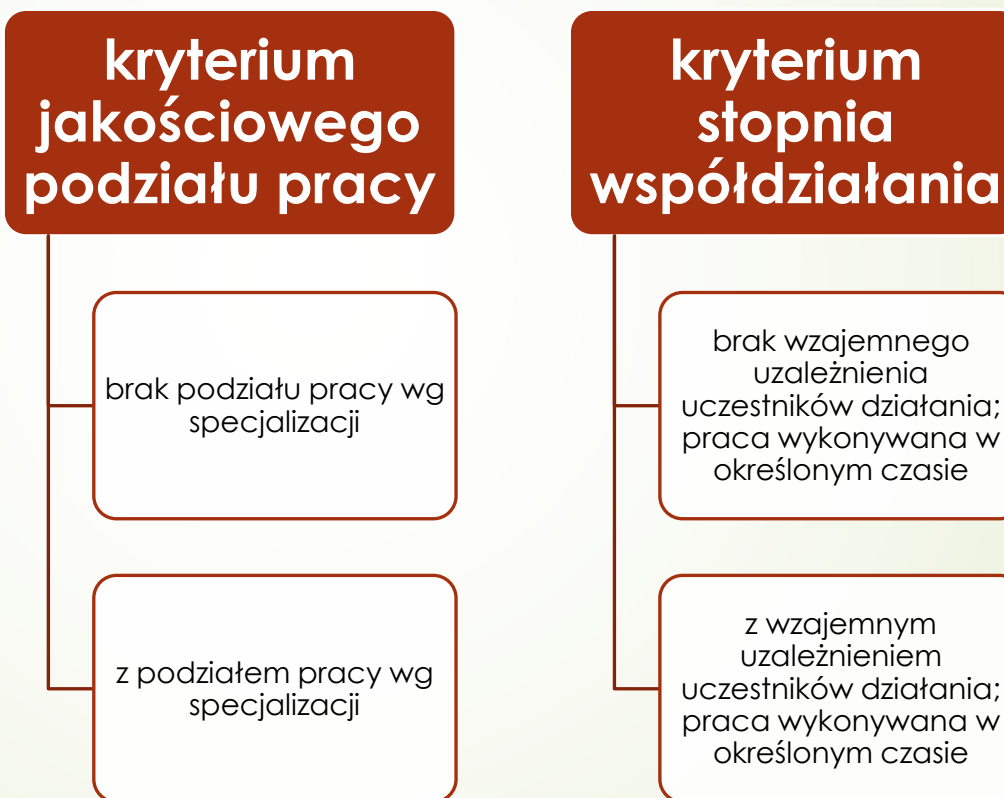 kryterium
jakościowego
podziału pracy
brak podziału pracy wg
specjalizacji
z podziałem pracy wg
specjalizacji
kryterium
stopnia
współdziałania
brak wzajemnego
uzależnienia
uczestników działania;
praca wykonywana w
określonym czasie
z wzajemnym
uzależnieniem
uczestników działania;
praca wykonywana w
określonym czasie